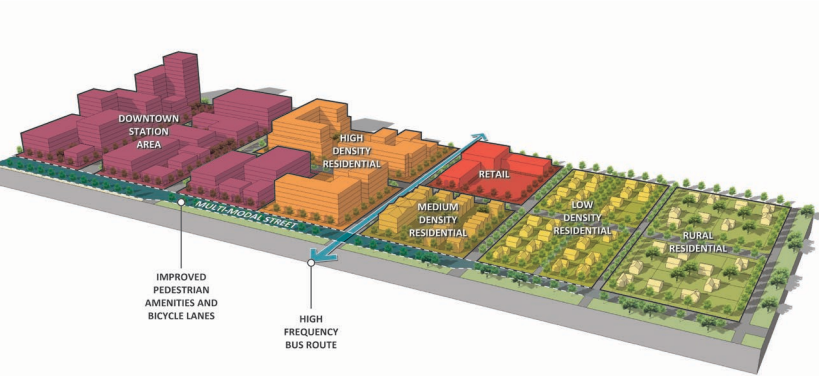 DOWNTOWN
STATION
AREA
HIGH
DENSITY
RESIDENTIAL
RETAIL
MEDIUM
DENSITY
RESIDENTIAL
LOW
DENSITY
RESIDENTIAL
RURAL
RESIDENTIAL
MULTI-MODAL STREET
IMPROVED
PEDESTRIAN
AMENITIES AND
BICYCLE LANES
HIGH
FREQUENCY
BUS ROUTE